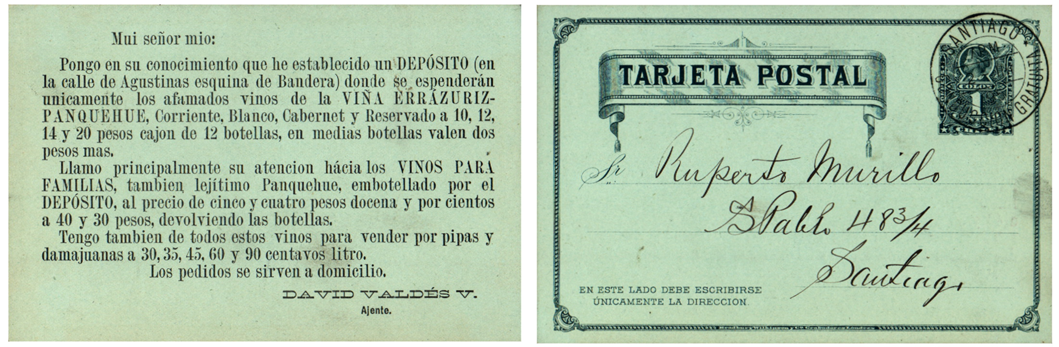 Mui señor mio:
Pongo en su conocimiento que he establecido un DEPÓSITO (en
la calle de Agustinas esquina de Bandera) donde se espenderán
unicamente los afamados vinos de la VIÑA ERRÁZURIZ-
PANQUEHUE, Corriente, Blanco, Cabernet y Reservado a 10, 12,
14 y 20 pesos cajon de 12 botellas, en medias botellas valen dos
pesos mas.
Llamo principalmente su atencion hácia los VINOS PARA
FAMILIAS, tambien lejítimo Panquehue, embotellado por el
DEPÓSITO, al precio de cinco y cuatro pesos docena y por cientos
a 40 y 30 pesos, devolviendo las botellas.
Tengo tambien de todos estos vinos para vender por pipas y
damajuanas a 30, 35, 45, 60 y 90 centavos litro.
Los pedidos se sirven a domicilio.
DAVID VALDÉS V.
Ajente.
SANTIAGO
COLON
1
TARJETA POSTAL
Sr Ruperto Murillo
S Pablo 48 3/4
Santiago
EN ESTE LADO DEBE ESCRIBIRSE
ÚNICAMENTE LA DIRECCION